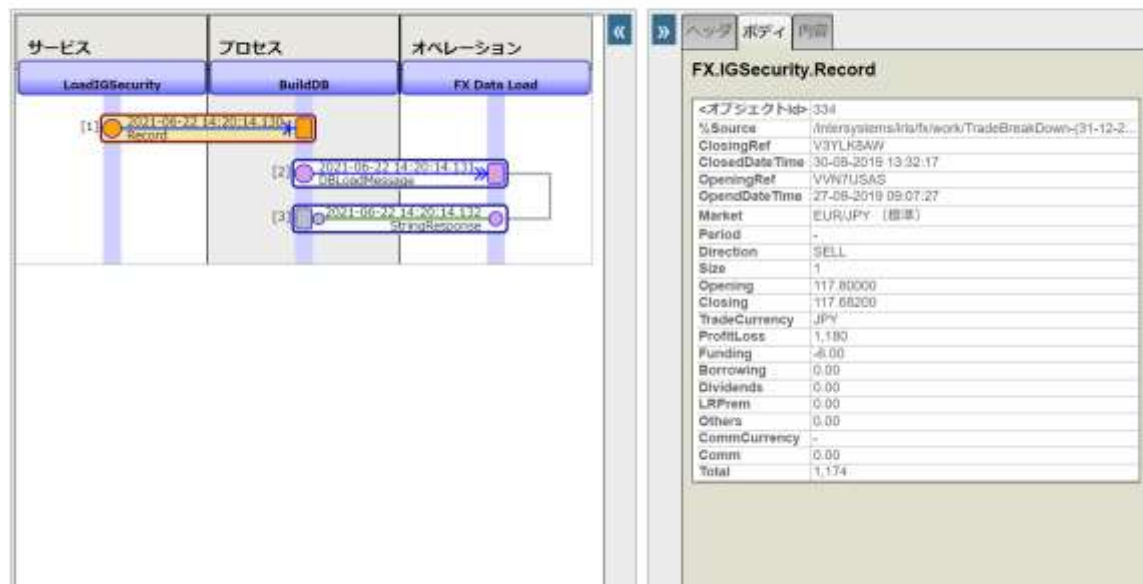 サービス
プロセス
オペレーション
LoadIGSecurity
BuildDB
FX Data Load
[1]
2021-06-22 14:20:14.130
Record
[2]
2021-06-22 14:20:14.131
DBLoadMessage
[3]
2021-06-22 14:20:14.132
StringResponse
«
»
ヘッダ ボディ 内容
FX.IGSecurity.Record
<オブジェクトId> 334
%Source /intersystems/iris/fx/work/TradeBreakDown-(31-12-2...
ClosingRef
ClosedDateTime 30-08-2019 13:32:17
OpeningRef VVN7USAS
OpendDateTime 27-08-2019 09:07:27
Market EUR/JPY (標準)
Period -
Direction SELL
Size 1
Opening 117.80000
Closing 117.68200
TradeCurrency JPY
ProfitLoss 1,180
Funding -6.00
Borrowing 0.00
Dividends 0.00
LRPrem 0.00
Others 0.00
CommCurrency -
Comm 0.00
Total 1,174